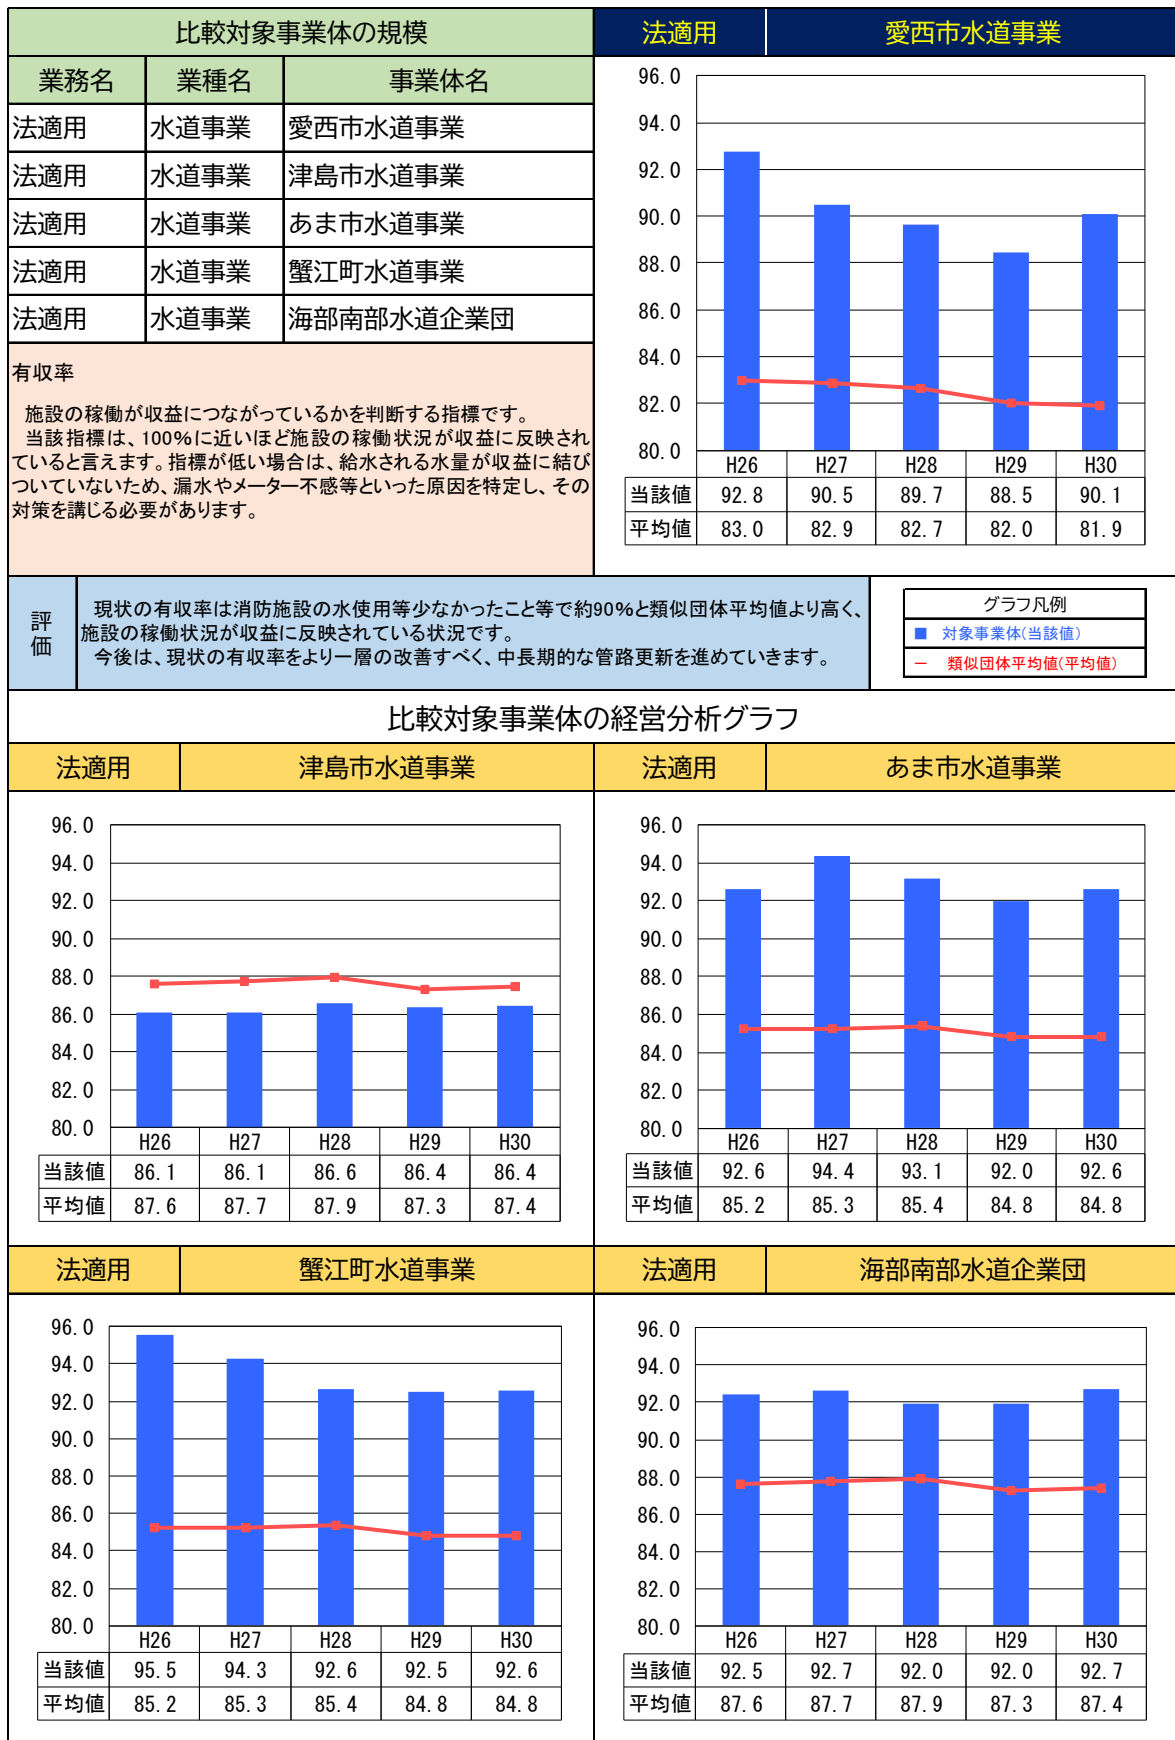 比較対象事業体の規模
業務名 業種名 事業体名
法適用 水道事業 愛西市水道事業
法適用 水道事業 津島市水道事業
法適用 水道事業 あま市水道事業
法適用 水道事業 蟹江町水道事業
法適用 水道事業 海部南部水道企業団
有収率
施設の稼働が収益につながっているかを判断する指標です。
当該指標は、100%に近いほど施設の稼働状況が収益に反映され
ていると言えます。指標が低い場合は、給水される水量が収益に結び
ついていないため、漏水やメーター不感等といった原因を特定し、その
対策を講じる必要があります。
法適用 愛西市水道事業
96.0
94.0
92.0
90.0
88.0
86.0
84.0
82.0
80.0
H26 H27 H28 H29 H30
当該値 92.8 90.5 89.7 88.5 90.1
平均値 83.0 82.9 82.7 82.0 81.9
評価
現状の有収率は消防施設の水使用等少なかったこと等で約90%と類似団体平均値より高く、
施設の稼働状況が収益に反映されている状況です。
今後は、現状の有収率をより一層の改善すべく、中長期的な管路更新を進めていきます。
グラフ凡例
■ 対象事業体(当該値)
― 類似団体平均値(平均値)
比較対象事業体の経営分析グラフ
法適用 津島市水道事業
96.0
94.0
92.0
90.0
88.0
86.0
84.0
82.0
80.0
H26 H27 H28 H29 H30
当該値 86.1 86.1 86.6 86.4 86.4
平均値 87.6 87.7 87.9 87.3 87.4
法適用 あま市水道事業
96.0
94.0
92.0
90.0
88.0
86.0
84.0
82.0
80.0
H26 H27 H28 H29 H30
当該値 92.6 94.4 93.1 92.0 92.6
平均値 85.2 85.3 85.4 84.8 84.8
法適用 蟹江町水道事業
96.0
94.0
92.0
90.0
88.0
86.0
84.0
82.0
80.0
H26 H27 H28 H29 H30
当該値 95.5 94.3 92.6 92.5 92.6
平均値 85.2 85.3 85.4 84.8 84.8
法適用 海部南部水道企業団
96.0
94.0
92.0
90.0
88.0
86.0
84.0
82.0
80.0
H26 H27 H28 H29 H30
当該値 92.5 92.7 92.0 92.0 92.7
平均値 87.6 87.7 87.9 87.3 87.4